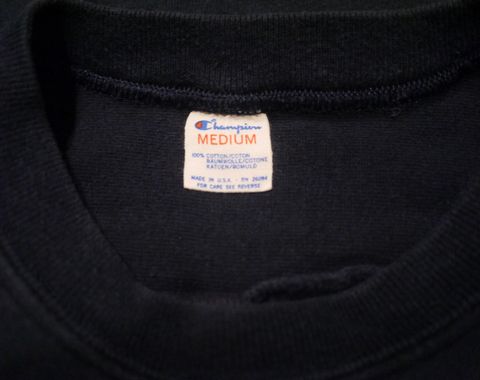 Champion
MEDIUM
100% COTTON/COTON
BAUMWOLLE/COTONE
KATOEN/BOMULD
MADE IN U.S.A. - RN 26094
FOR CARE SEE REVERSE